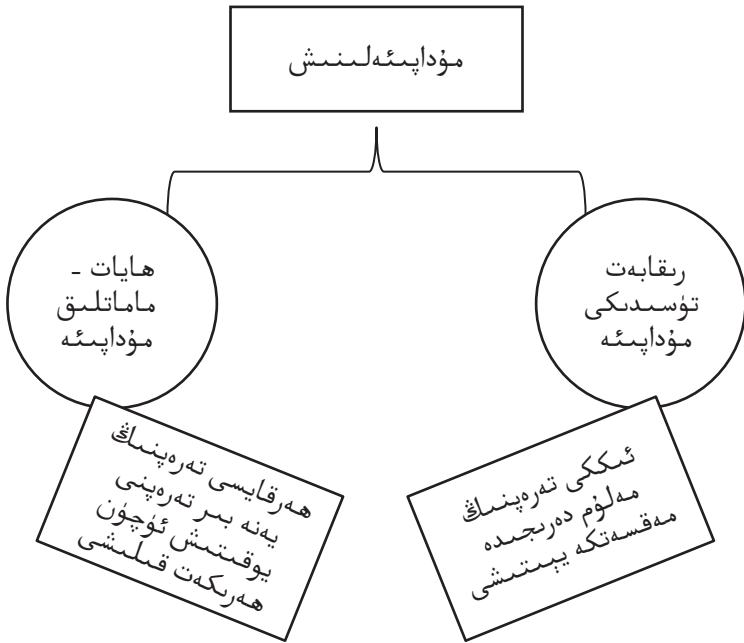 مۇداپىئەلىنىش
رىقابەت
تۈسىدىكى
مۇداپىئە
ئىككى تەرەپنىڭ
مەلۇم دەرىجىدە
مەقسەتكە يېتىشى
ھايات -
ماماتلىق
مۇداپىئە
ھەرقايسى تەرەپنىڭ
يەنە بىر تەرەپنى
يوقىتىش ئۈچۈن
ھەرىكەت قىلىشى